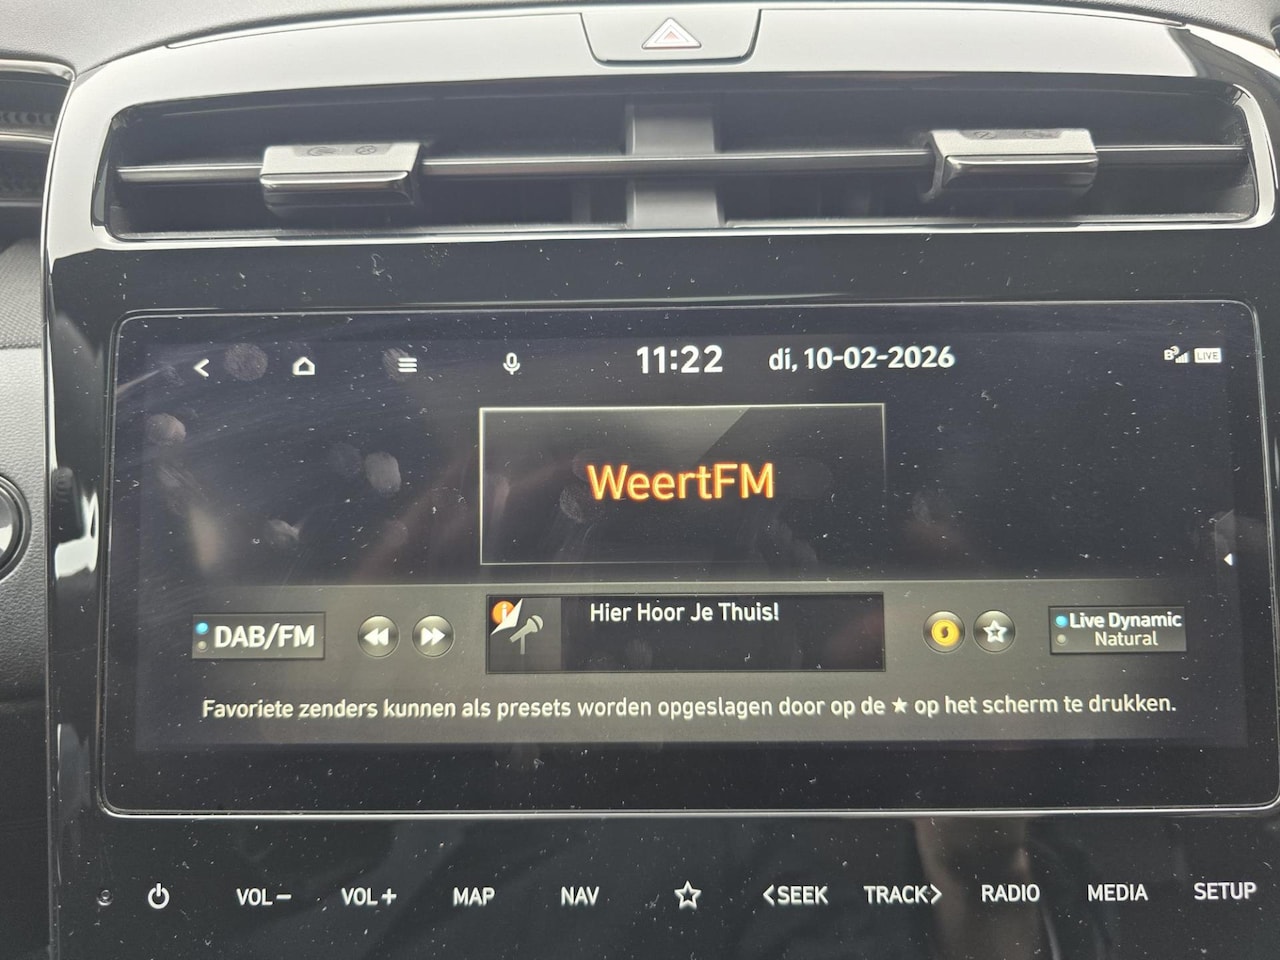 11:22 di, 10-02-2026 LIVE
WeertFM
Hier Hoor Je Thuis!
DAB/FM
Live Dynamic
Natural
Favoriete zenders kunnen als presets worden opgeslagen door op de ★ op het scherm te drukken.
VOL− VOL+ MAP NAV <SEEK TRACK> RADIO MEDIA SETUP